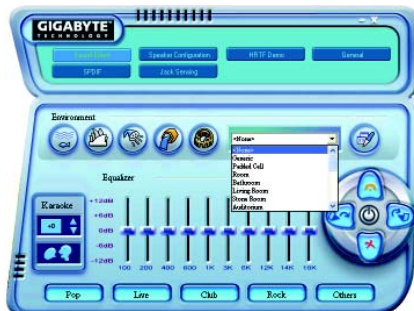 GIGABYTE
TECHNOLOGY
Sound Effect
Speaker Configuration
HRTF Demo
General
SPDIF
Jack Sensing
Environment
<None>
<None>
Generic
Padded Cell
Room
Bathroom
Living Room
Stone Room
Auditorium
Equalizer
Karaoke
+0
+12dB
+6dB
0dB
-6dB
-12dB
100 200 400 800 1K 3K 6K 12K 14K 16K
Pop
Live
Club
Rock
Others